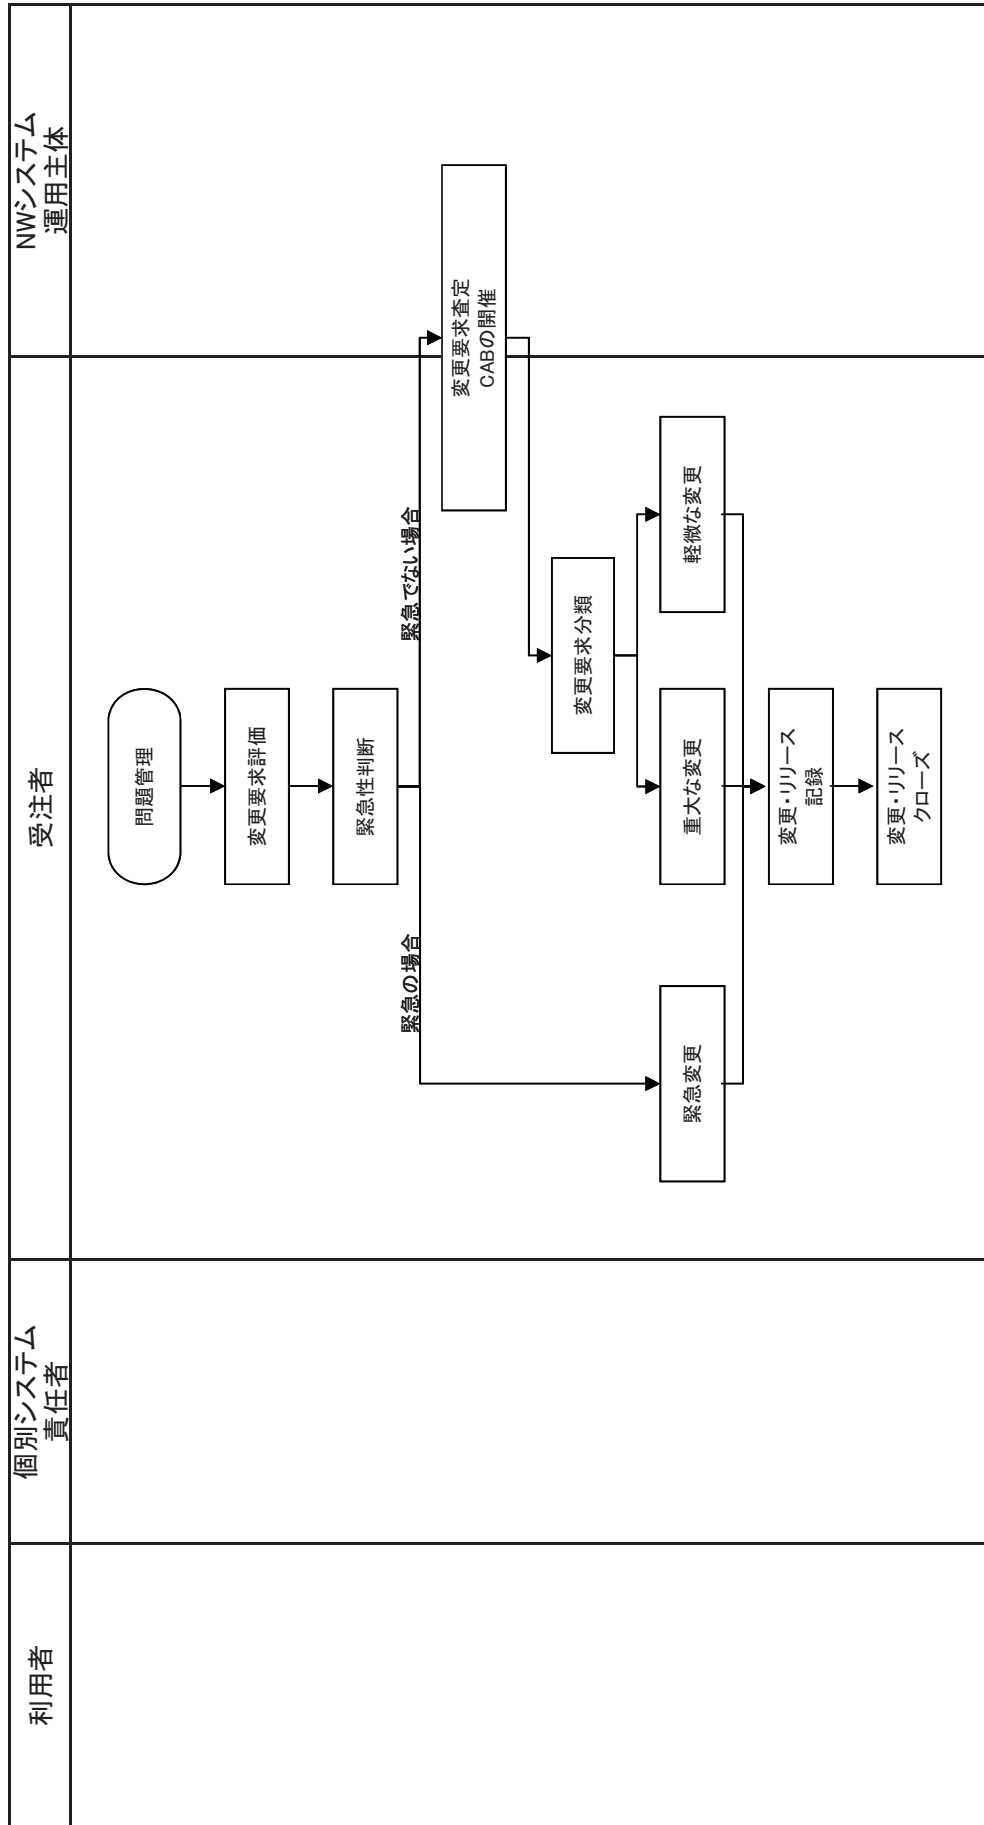 利用者
個別システム
責任者
受注者
NWシステム
運用主体
問題管理
変更要求評価
緊急性判断
緊急の場合
緊急でない場合
変更要求査定
CABの開催
変更要求分類
緊急変更
重大な変更
軽微な変更
変更・リリース
記録
変更・リリース
クローズ